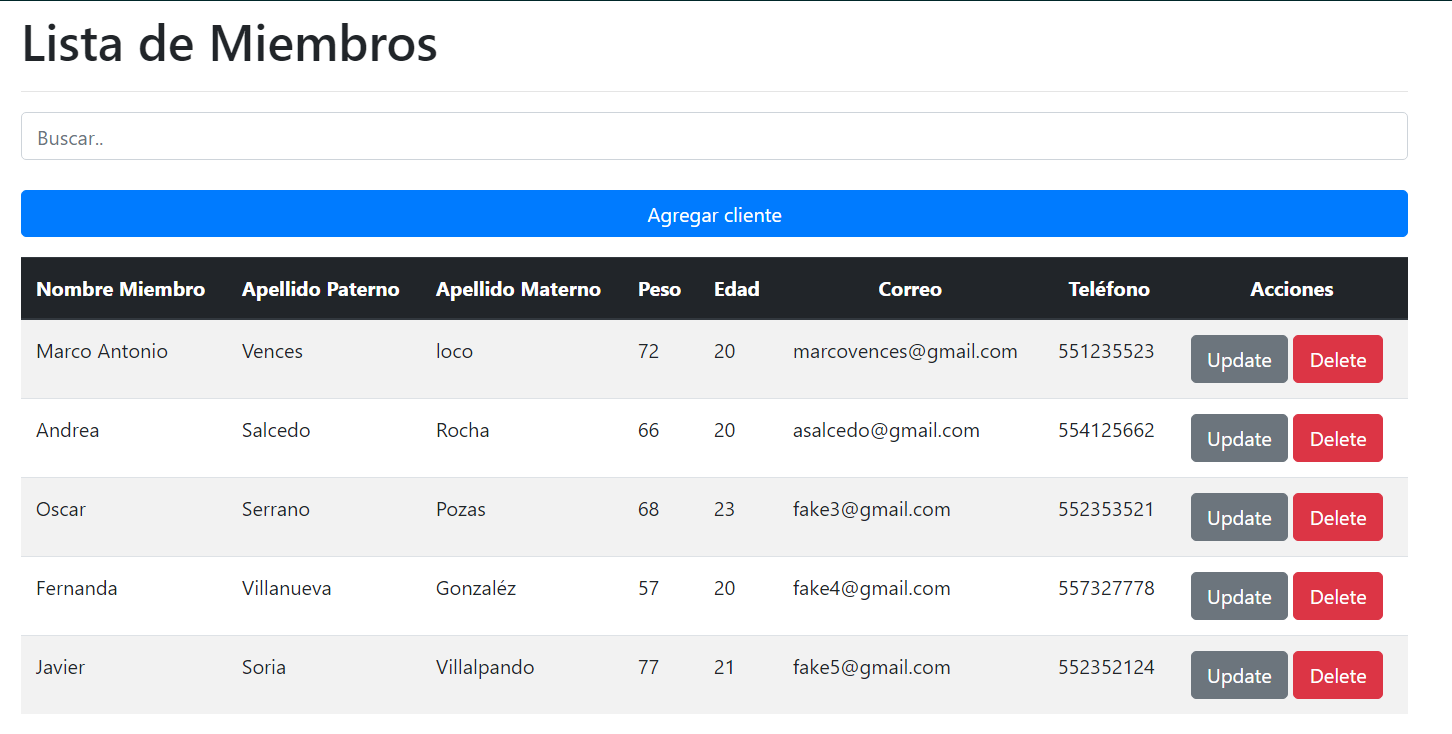 Lista de Miembros
Buscar..
Agregar cliente
Nombre Miembro Apellido Paterno Apellido Materno Peso Edad Correo Teléfono Acciones
Marco Antonio Vences loco 72 20 marcovences@gmail.com 551235523 Update Delete
Andrea Salcedo Rocha 66 20 asalcedo@gmail.com 554125662 Update Delete
Oscar Serrano Pozas 68 23 fake3@gmail.com 552353521 Update Delete
Fernanda Villanueva Gonzaléz 57 20 fake4@gmail.com 557327778 Update Delete
Javier Soria Villalpando 77 21 fake5@gmail.com 552352124 Update Delete